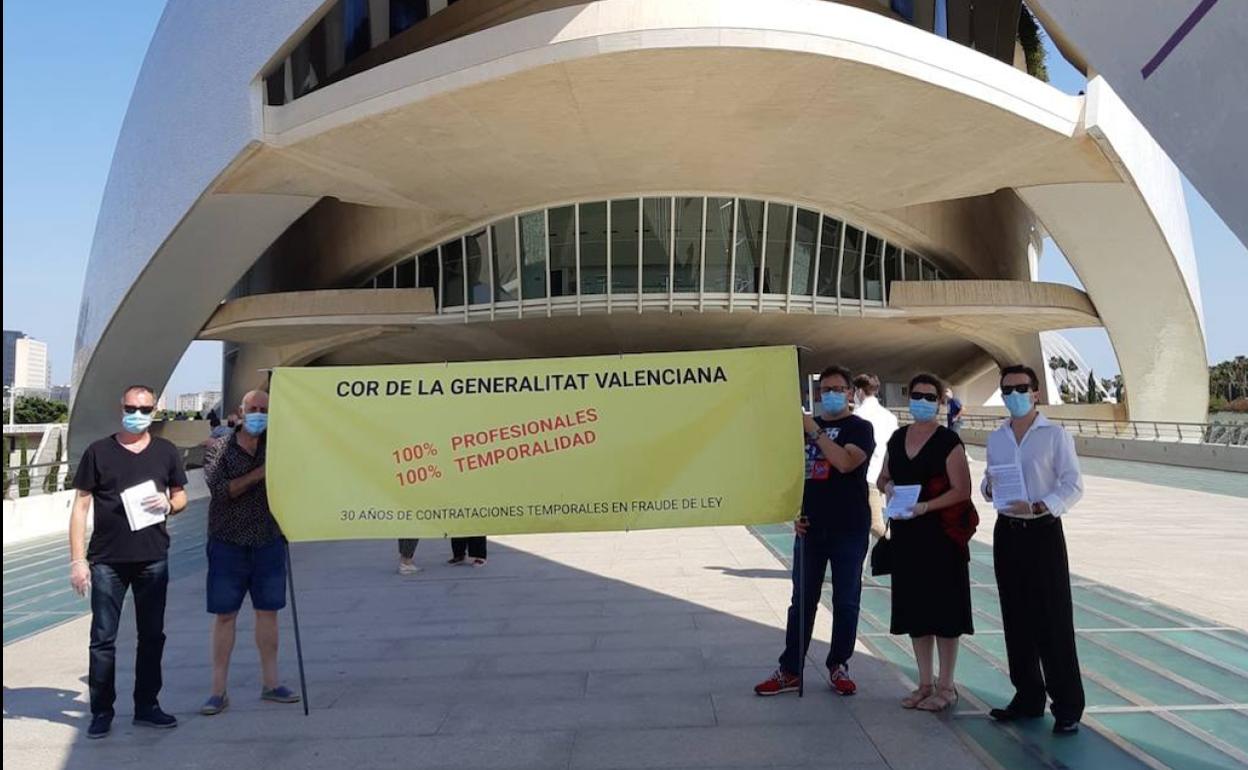 COR DE LA GENERALITAT VALENCIANA
100% PROFESIONALES
100% TEMPORALIDAD
30 AÑOS DE CONTRATACIONES TEMPORALES EN FRAUDE DE LEY